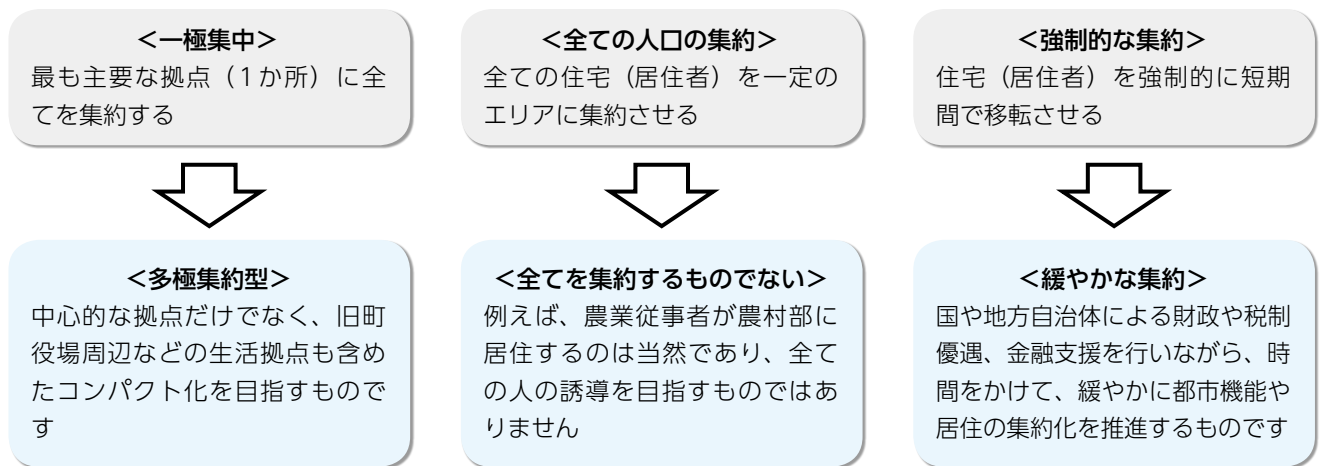 ＜一極集中＞
最も主要な拠点（1か所）に全
てを集約する
＜全ての人口の集約＞
全ての住宅（居住者）を一定の
エリアに集約させる
＜強制的な集約＞
住宅（居住者）を強制的に短期
間で移転させる
＜多極集約型＞
中心的な拠点だけでなく、旧町
役場周辺などの生活拠点も含め
たコンパクト化を目指すもので
す
＜全てを集約するものでない＞
例えば、農業従事者が農村部に
居住するのは当然であり、全て
の人の誘導を目指すものではあ
りません
＜緩やかな集約＞
国や地方自治体による財政や税制
優遇、金融支援を行いながら、時
間をかけて、緩やかに都市機能や
居住の集約化を推進するものです